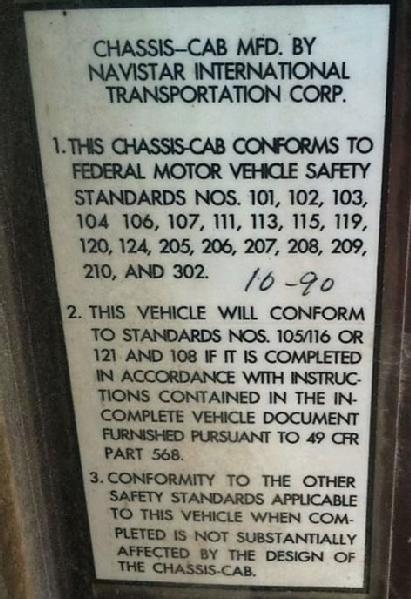 CHASSIS-CAB MFD. BY
NAVISTAR INTERNATIONAL
TRANSPORTATION CORP.
1. THIS CHASSIS-CAB CONFORMS TO
FEDERAL MOTOR VEHICLE SAFETY
STANDARDS NOS. 101, 102, 103,
104 106, 107, 111, 113, 115, 119,
120, 124, 205, 206, 207, 208, 209,
210, AND 302.
10-90
2. THIS VEHICLE WILL CONFORM
TO STANDARDS NOS. 105/116 OR
121 AND 108 IF IT IS COMPLETED
IN ACCORDANCE WITH INSTRUC-
TIONS CONTAINED IN THE IN-
COMPLETE VEHICLE DOCUMENT
FURNISHED PURSUANT TO 49 CFR
PART 568.
3. CONFORMITY TO THE OTHER
SAFETY STANDARDS APPLICABLE
TO THIS VEHICLE WHEN COM-
PLETED IS NOT SUBSTANTIALLY
AFFECTED BY THE DESIGN OF
THE CHASSIS-CAB.